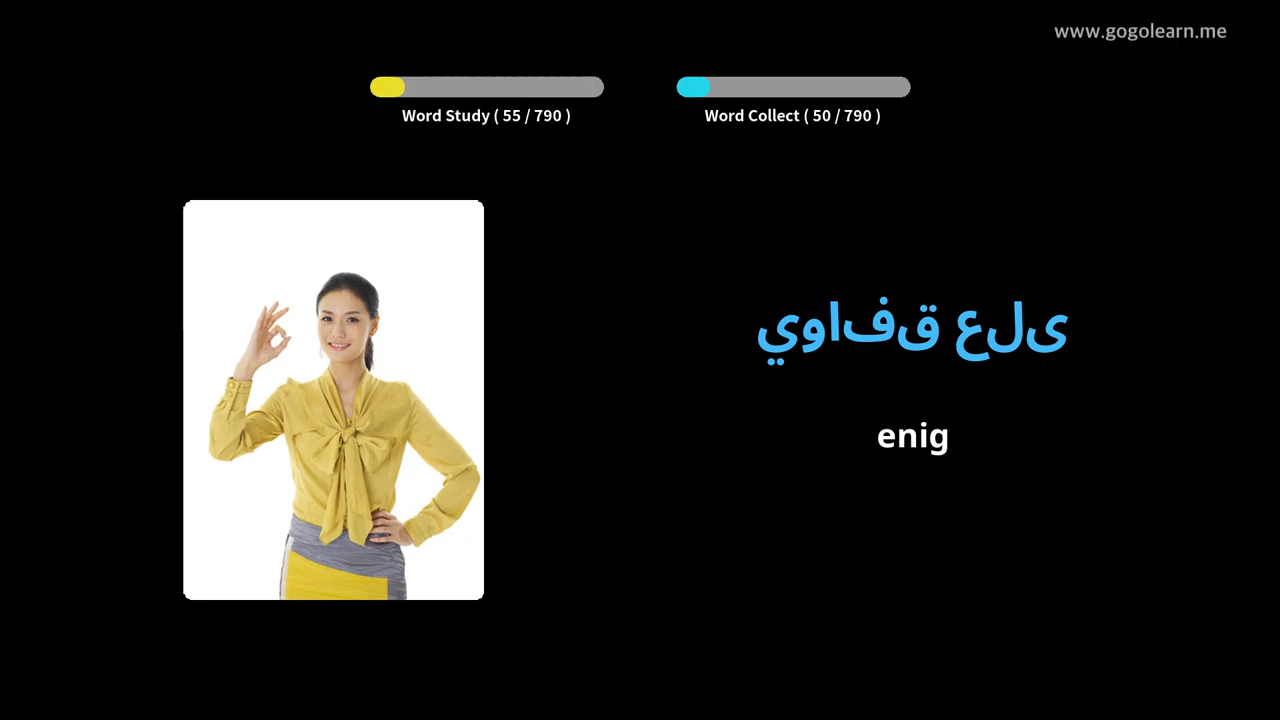 www.gogolearn.me
Word Study ( 55 / 790 )
Word Collect ( 50 / 790 )
يوافق على
enig